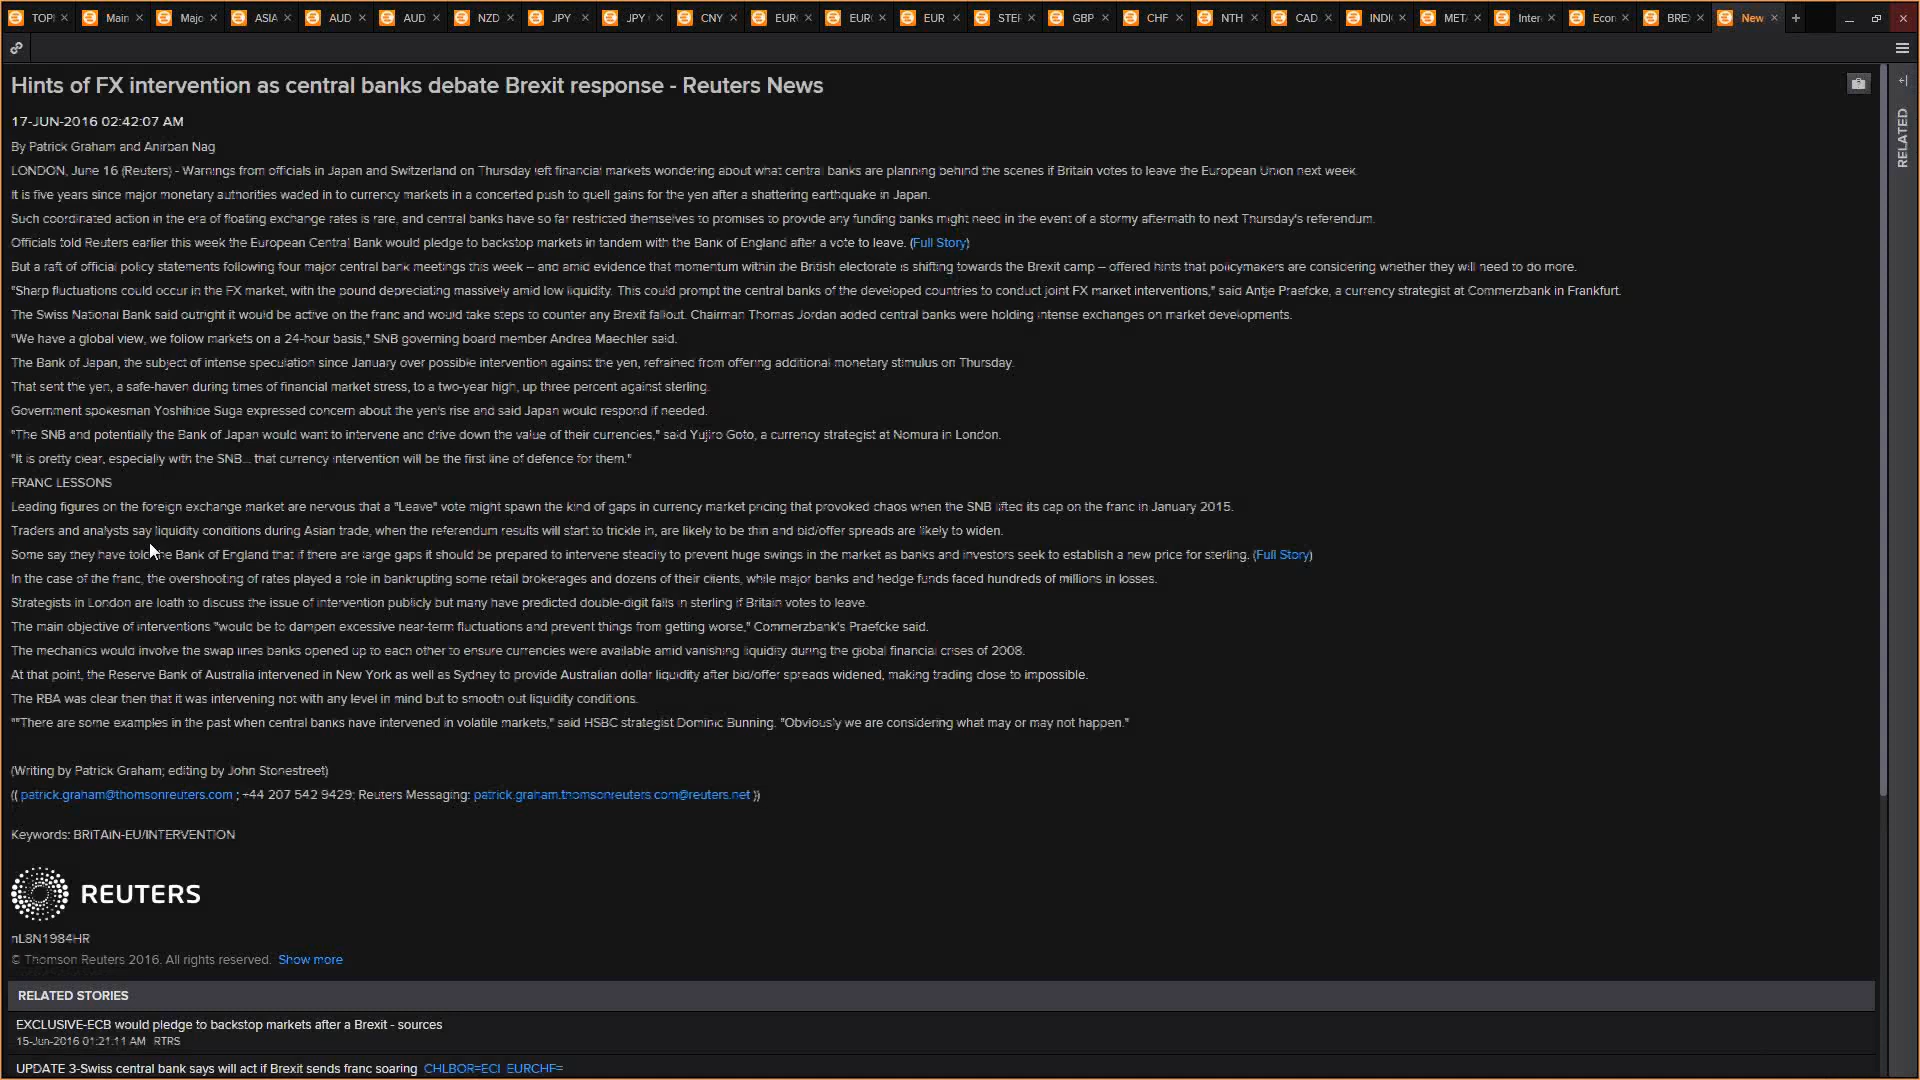 TOP Main Majo ASIA AUD AUD NZD JPY JPY CNY EUR EUR EUR STEF GBP CHF NTH CAD INDI META Inter Econ BRE New +
Hints of FX intervention as central banks debate Brexit response - Reuters News
17-JUN-2016 02:42:07 AM
By Patrick Graham and Anirban Nag
LONDON, June 16 (Reuters) - Warnings from officials in Japan and Switzerland on Thursday left financial markets wondering about what central banks are planning behind the scenes if Britain votes to leave the European Union next week.
It is five years since major monetary authorities waded in to currency markets in a concerted push to quell gains for the yen after a shattering earthquake in Japan.
Such coordinated action in the era of floating exchange rates is rare, and central banks have so far restricted themselves to promises to provide any funding banks might need in the event of a stormy aftermath to next Thursday's referendum.
Officials told Reuters earlier this week the European Central Bank would pledge to backstop markets in tandem with the Bank of England after a vote to leave. (Full Story)
But a raft of official policy statements following four major central bank meetings this week – and amid evidence that momentum within the British electorate is shifting towards the Brexit camp – offered hints that policymakers are considering whether they will need to do more.
"Sharp fluctuations could occur in the FX market, with the pound depreciating massively amid low liquidity. This could prompt the central banks of the developed countries to conduct joint FX market interventions," said Antje Praefcke, a currency strategist at Commerzbank in Frankfurt.
The Swiss National Bank said outright it would be active on the franc and would take steps to counter any Brexit fallout. Chairman Thomas Jordan added central banks were holding intense exchanges on market developments.
"We have a global view, we follow markets on a 24-hour basis," SNB governing board member Andrea Maechler said.
The Bank of Japan, the subject of intense speculation since January over possible intervention against the yen, refrained from offering additional monetary stimulus on Thursday.
That sent the yen, a safe-haven during times of financial market stress, to a two-year high, up three percent against sterling.
Government spokesman Yoshihide Suga expressed concern about the yen's rise and said Japan would respond if needed.
"The SNB and potentially the Bank of Japan would want to intervene and drive down the value of their currencies," said Yujiro Goto, a currency strategist at Nomura in London.
"It is pretty clear, especially with the SNB... that currency intervention will be the first line of defence for them."
FRANC LESSONS
Leading figures on the foreign exchange market are nervous that a "Leave" vote might spawn the kind of gaps in currency market pricing that provoked chaos when the SNB lifted its cap on the franc in January 2015.
Traders and analysts say liquidity conditions during Asian trade, when the referendum results will start to trickle in, are likely to be thin and bid/offer spreads are likely to widen.
Some say they have told the Bank of England that if there are large gaps it should be prepared to intervene steadily to prevent huge swings in the market as banks and investors seek to establish a new price for sterling. (Full Story)
In the case of the franc, the overshooting of rates played a role in bankrupting some retail brokerages and dozens of their clients, while major banks and hedge funds faced hundreds of millions in losses.
Strategists in London are loath to discuss the issue of intervention publicly but many have predicted double-digit falls in sterling if Britain votes to leave.
The main objective of interventions "would be to dampen excessive near-term fluctuations and prevent things from getting worse," Commerzbank's Praefcke said.
The mechanics would involve the swap lines banks opened up to each other to ensure currencies were available amid vanishing liquidity during the global financial crises of 2008.
At that point, the Reserve Bank of Australia intervened in New York as well as Sydney to provide Australian dollar liquidity after bid/offer spreads widened, making trading close to impossible.
The RBA was clear then that it was intervening not with any level in mind but to smooth out liquidity conditions.
""There are some examples in the past when central banks have intervened in volatile markets," said HSBC strategist Dominic Bunning. "Obviously we are considering what may or may not happen."
(Writing by Patrick Graham; editing by John Stonestreet)
(( patrick.graham@thomsonreuters.com ; +44 207 542 9429; Reuters Messaging: patrick.graham.thomsonreuters.com@reuters.net ))
Keywords: BRITAIN-EU/INTERVENTION
REUTERS
nL8N1984HR
© Thomson Reuters 2016. All rights reserved. Show more
RELATED STORIES
EXCLUSIVE-ECB would pledge to backstop markets after a Brexit - sources
15-Jun-2016 01:21:11 AM RTRS
UPDATE 3-Swiss central bank says will act if Brexit sends franc soaring CHLBOR=ECI EURCHF=
RELATED